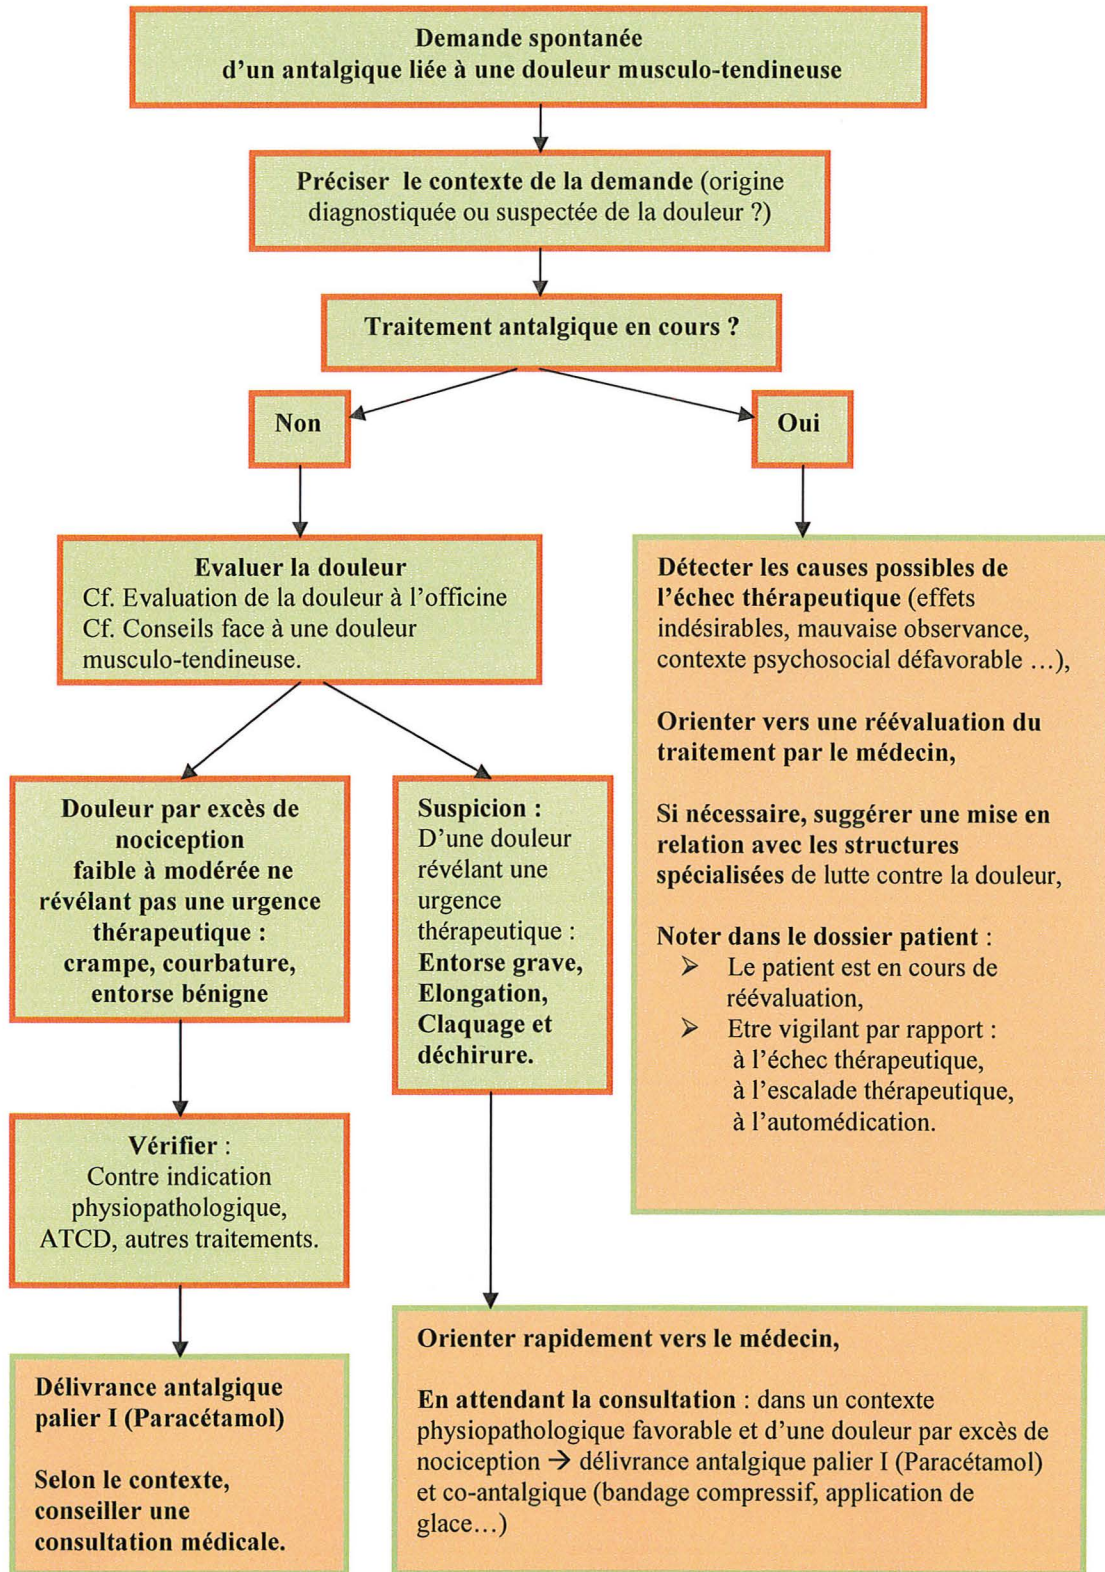 Demande spontanée
d'un antalgique liée à une douleur musculo-tendineuse
Préciser le contexte de la demande (origine
diagnostiquée ou suspectée de la douleur ?)
Traitement antalgique en cours ?
Non
Oui
Evaluer la douleur
Cf. Evaluation de la douleur à l'officine
Cf. Conseils face à une douleur
musculo-tendineuse.
Détecter les causes possibles de
l'échec thérapeutique (effets
indésirables, mauvaise observance,
contexte psychosocial défavorable …),
Orienter vers une réévaluation du
traitement par le médecin,
Si nécessaire, suggérer une mise en
relation avec les structures
spécialisées de lutte contre la douleur,
Noter dans le dossier patient :
➢ Le patient est en cours de
réévaluation,
➢ Etre vigilant par rapport :
à l'échec thérapeutique,
à l'escalade thérapeutique,
à l'automédication.
Douleur par excès de
nociception
faible à modérée ne
révélant pas une urgence
thérapeutique :
crampe, courbature,
entorse bénigne
Suspicion :
D'une douleur
révélant une
urgence
thérapeutique :
Entorse grave,
Elongation,
Claquage et
déchirure.
Vérifier :
Contre indication
physiopathologique,
ATCD, autres traitements.
Délivrance antalgique
palier I (Paracétamol)
Selon le contexte,
conseiller une
consultation médicale.
Orienter rapidement vers le médecin,
En attendant la consultation : dans un contexte
physiopathologique favorable et d'une douleur par excès de
nociception → délivrance antalgique palier I (Paracétamol)
et co-antalgique (bandage compressif, application de
glace…)